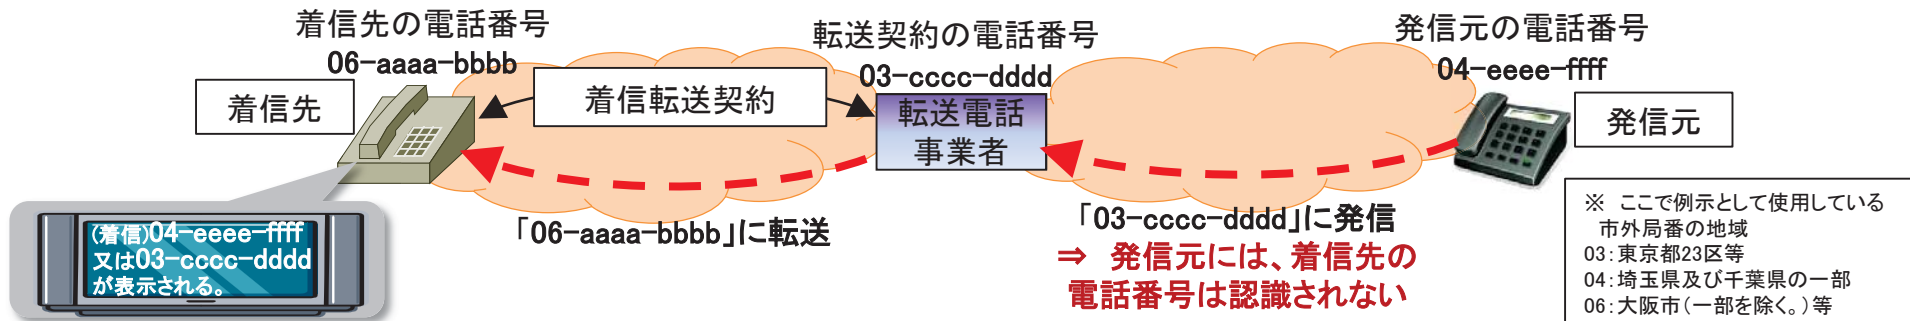 着信先の電話番号
06-aaaa-bbbb
着信先
着信転送契約
転送契約の電話番号
03-cccc-dddd
転送電話
事業者
発信元の電話番号
04-eeee-ffff
発信元
「06-aaaa-bbbb」に転送
「03-cccc-dddd」に発信
⇒ 発信元には、着信先の
電話番号は認識されない
(着信)04-eeee-ffff
又は03-cccc-dddd
が表示される。
※ ここで例示として使用している
市外局番の地域
03:東京都23区等
04:埼玉県及び千葉県の一部
06:大阪市(一部を除く。)等